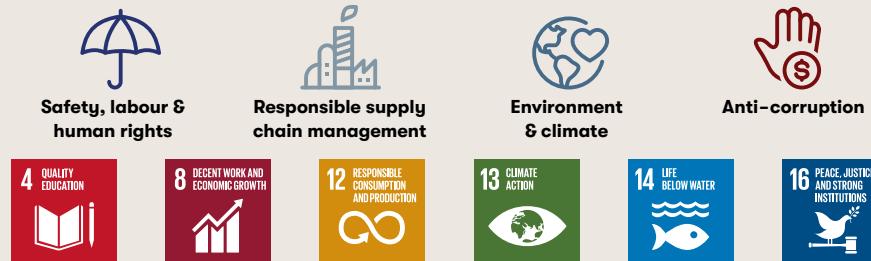 Safety, labour &
human rights
Responsible supply
chain management
Environment
& climate
Anti-corruption
4 QUALITY
EDUCATION
8 DECENT WORK AND
ECONOMIC GROWTH
12 RESPONSIBLE
CONSUMPTION
AND PRODUCTION
13 CLIMATE
ACTION
14 LIFE
BELOW WATER
16 PEACE, JUSTICE
AND STRONG
INSTITUTIONS